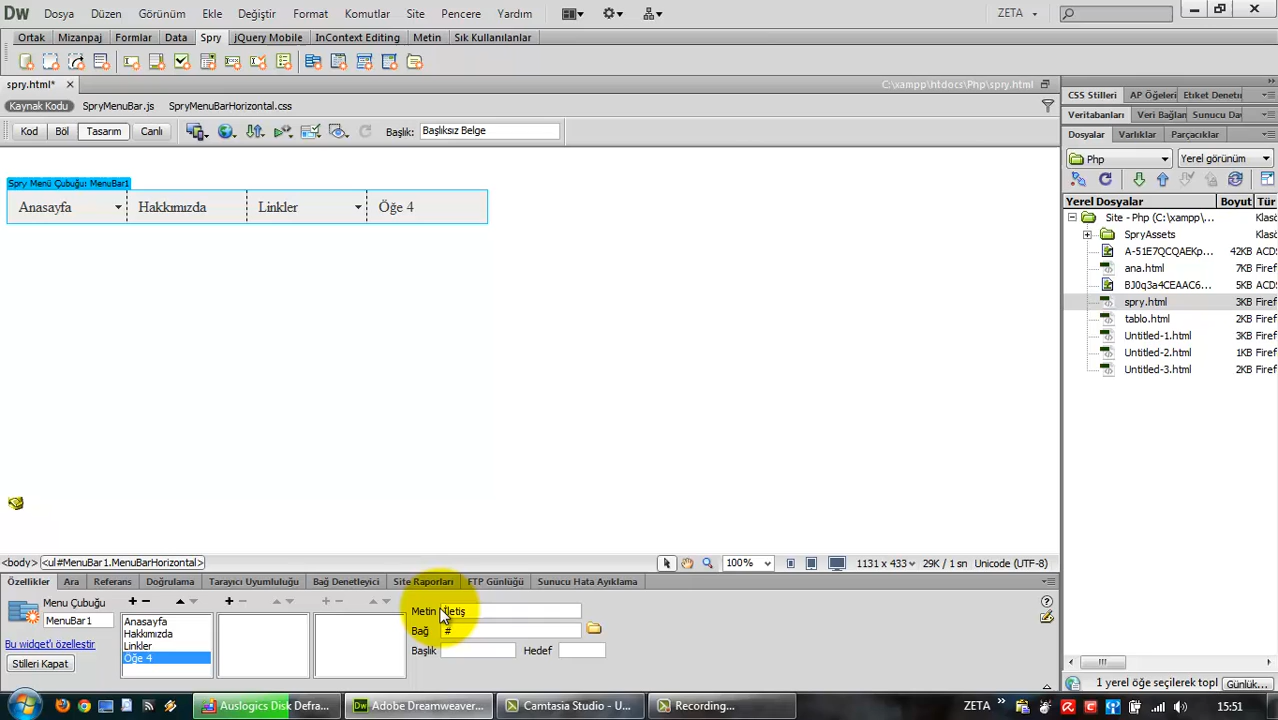 Dw Dosya Düzen Görünüm Ekle Değiştir Format Komutlar Site Pencere Yardım ZETA
Ortak Mizanpaj Formlar Data Spry jQuery Mobile InContext Editing Metin Sık Kullanılanlar
spry.html* C:\xampp\htdocs\Php\spry.html
Kaynak Kodu SpryMenuBar.js SpryMenuBarHorizontal.css
Kod Böl Tasarım Canlı Başlık: Başlıksız Belge
Spry Menü Çubuğu: MenuBar1
Anasayfa Hakkımızda Linkler Öğe 4
CSS Stilleri AP Öğeleri Etiket Denetı
Veritabanları Veri Bağlan Sunucu Da
Dosyalar Varlıklar Parçacıklar
Php Yerel görünüm
Yerel Dosyalar Boyut Tür
Site - Php (C:\xampp\... Klasö
SpryAssets Klasö
A-51E7QCQAEKp... 42KB ACDS
ana.html 7KB Firef
BJ0q3a4CEAAC6... 5KB ACDS
spry.html 3KB Firef
tablo.html 2KB Firef
Untitled-1.html 3KB Firef
Untitled-2.html 1KB Firef
Untitled-3.html 2KB Firef
<body> <ul#MenuBar1.MenuBarHorizontal> 100% 1131 x 433 29K / 1 sn Unicode (UTF-8)
Özellikler Ara Referans Doğrulama Tarayıcı Uyumluluğu Bağ Denetleyici Site Raporları FTP Günlüğü Sunucu Hata Ayıklama
Menu Çubuğu
MenuBar1
Bu widget'ı özelleştir
Stilleri Kapat
Anasayfa
Hakkımızda
Linkler
Öğe 4
Metin
Bağ #
Başlık Hedef
1 yerel öğe seçilerek topl Günlük...
Auslogics Disk Defra... Adobe Dreamweaver... Camtasia Studio - U... Recording... ZETA 15:51